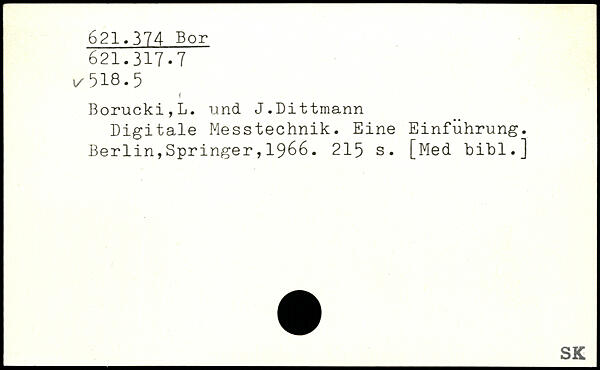 621.374 Bor
621.317.7
✓518.5
Borucki,L. und J.Dittmann
Digitale Messtechnik. Eine Einführung.
Berlin,Springer,1966. 215 s. [Med bibl.]
SK